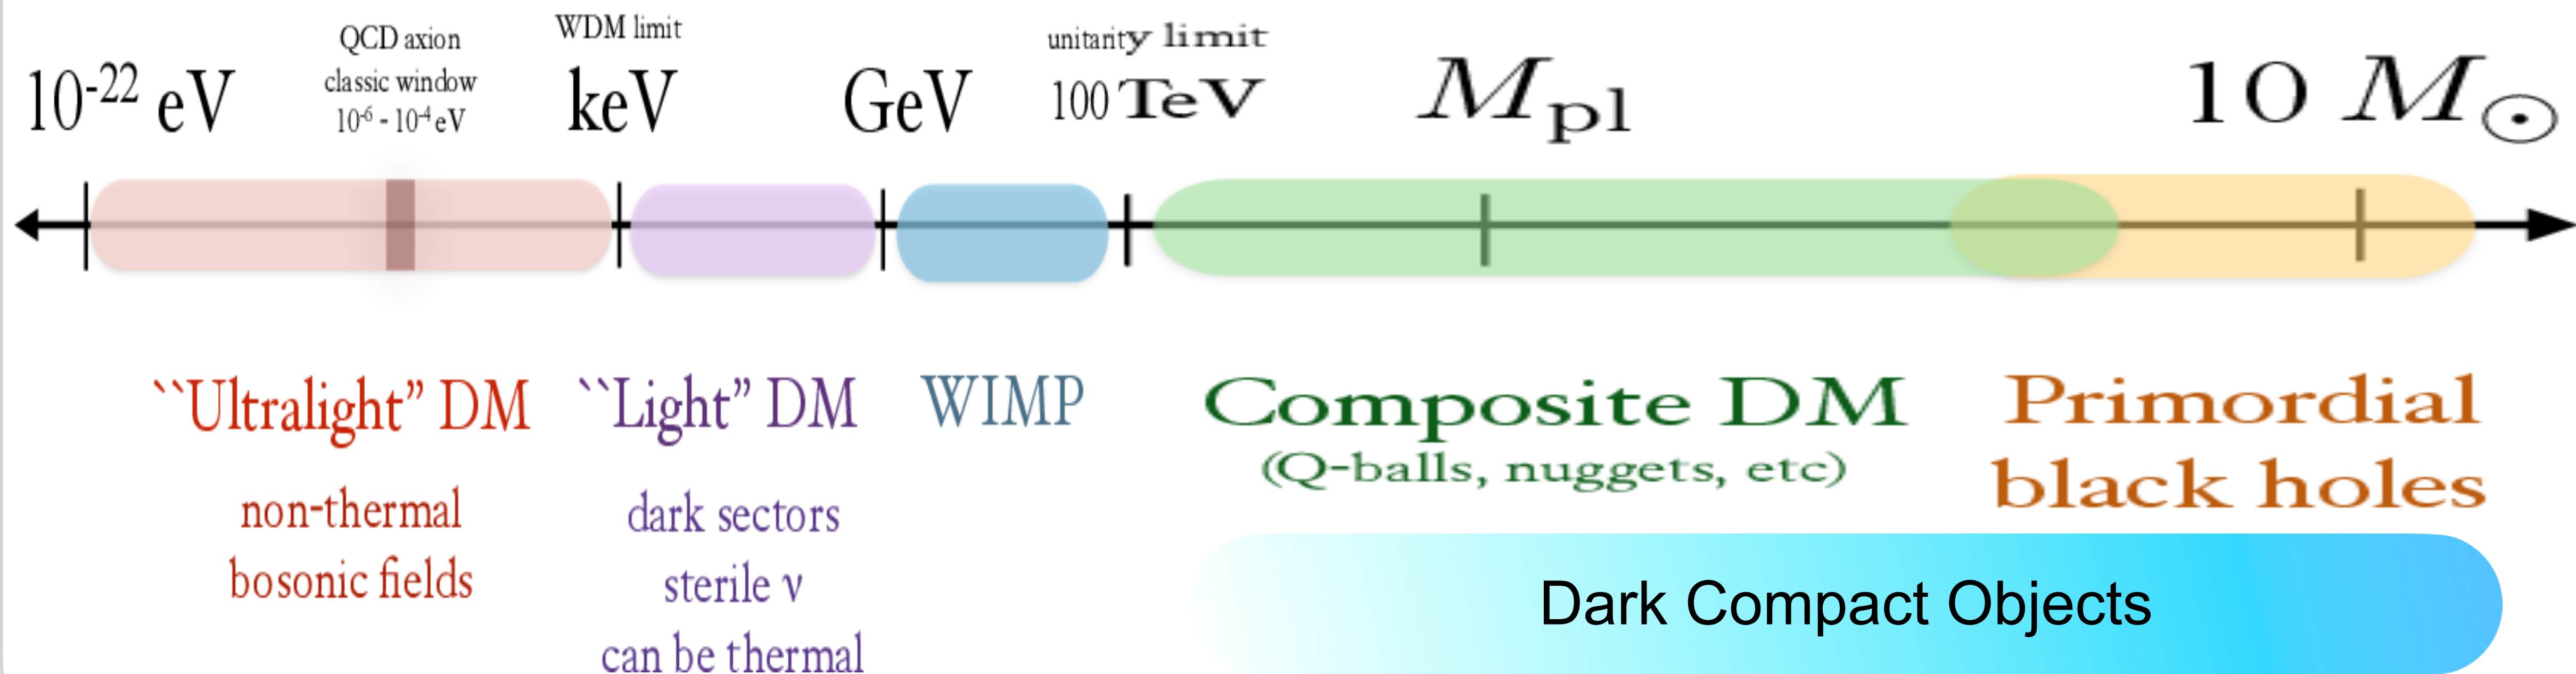 10⁻²² eV
QCD axion
classic window
10⁻⁶ - 10⁻⁴ eV
WDM limit
keV
GeV
unitarity limit
100 TeV
M_pl
10 M_☉
``Ultralight” DM
non-thermal
bosonic fields
``Light” DM
dark sectors
sterile ν
can be thermal
WIMP
Composite DM
(Q-balls, nuggets, etc)
Primordial
black holes
Dark Compact Objects